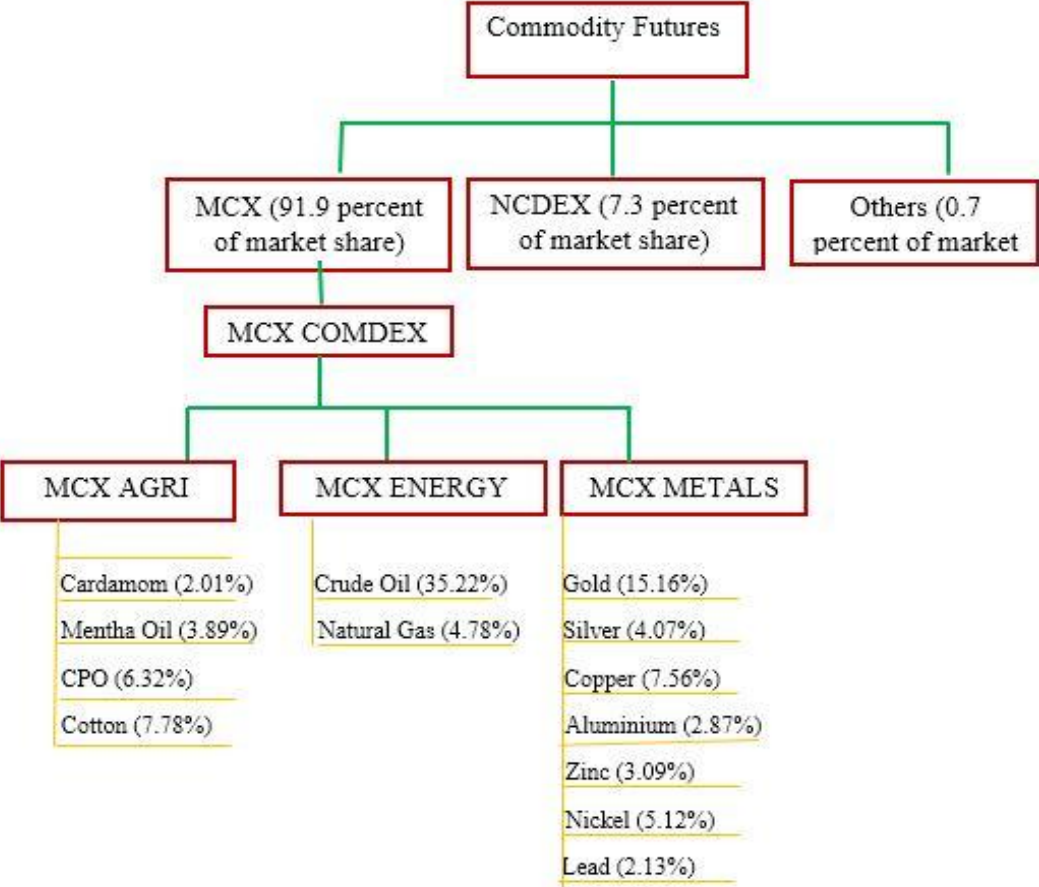 Commodity Futures
MCX (91.9 percent
of market share)
NCDEX (7.3 percent
of market share)
Others (0.7
percent of market
MCX COMDEX
MCX AGRI
MCX ENERGY
MCX METALS
Cardamom (2.01%)
Mentha Oil (3.89%)
CPO (6.32%)
Cotton (7.78%)
Crude Oil (35.22%)
Natural Gas (4.78%)
Gold (15.16%)
Silver (4.07%)
Copper (7.56%)
Aluminium (2.87%)
Zinc (3.09%)
Nickel (5.12%)
Lead (2.13%)